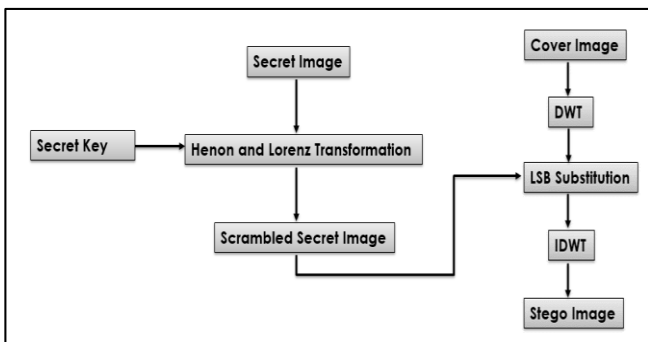 Secret Image
Cover Image
DWT
Secret Key
Henon and Lorenz Transformation
LSB Substitution
Scrambled Secret Image
IDWT
Stego Image